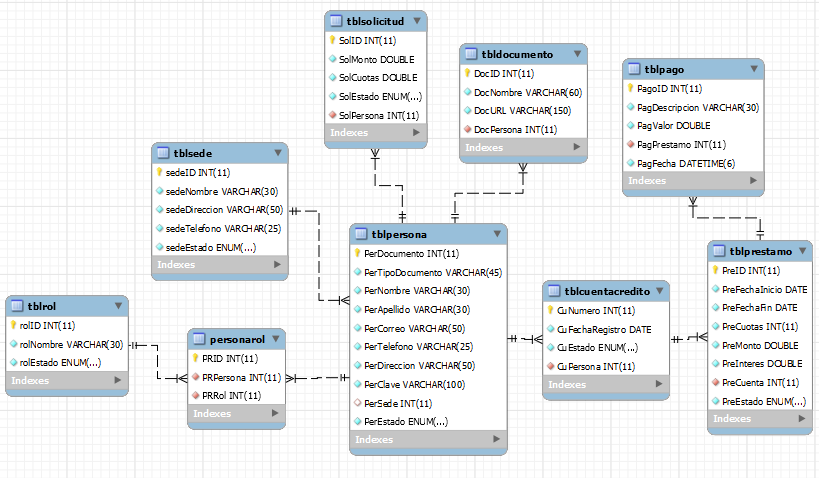 tblsolicitud
SolID INT(11)
SolMonto DOUBLE
SolCuotas DOUBLE
SolEstado ENUM(...)
SolPersona INT(11)
Indexes
tbldocumento
DocID INT(11)
DocNombre VARCHAR(60)
DocURL VARCHAR(150)
DocPersona INT(11)
Indexes
tblpago
PagoID INT(11)
PagDescripcion VARCHAR(30)
PagValor DOUBLE
PagPrestamo INT(11)
PagFecha DATETIME(6)
Indexes
tblsede
sedeID INT(11)
sedeNombre VARCHAR(30)
sedeDireccion VARCHAR(50)
sedeTelefono VARCHAR(25)
sedeEstado ENUM(...)
Indexes
tblpersona
PerDocumento INT(11)
PerTipoDocumento VARCHAR(45)
PerNombre VARCHAR(30)
PerApellido VARCHAR(30)
PerCorreo VARCHAR(50)
PerTelefono VARCHAR(25)
PerDireccion VARCHAR(50)
PerClave VARCHAR(100)
PerSede INT(11)
PerEstado ENUM(...)
Indexes
tblprestamo
PreID INT(11)
PreFechaInicio DATE
PreFechaFin DATE
PreCuotas INT(11)
PreMonto DOUBLE
PreInteres DOUBLE
PreCuenta INT(11)
PreEstado ENUM(...)
Indexes
tblcuentacredito
CuNumero INT(11)
CuFechaRegistro DATE
CuEstado ENUM(...)
CuPersona INT(11)
Indexes
tblrol
rolID INT(11)
rolNombre VARCHAR(30)
rolEstado ENUM(...)
Indexes
personarol
PRID INT(11)
PRPersona INT(11)
PRRol INT(11)
Indexes